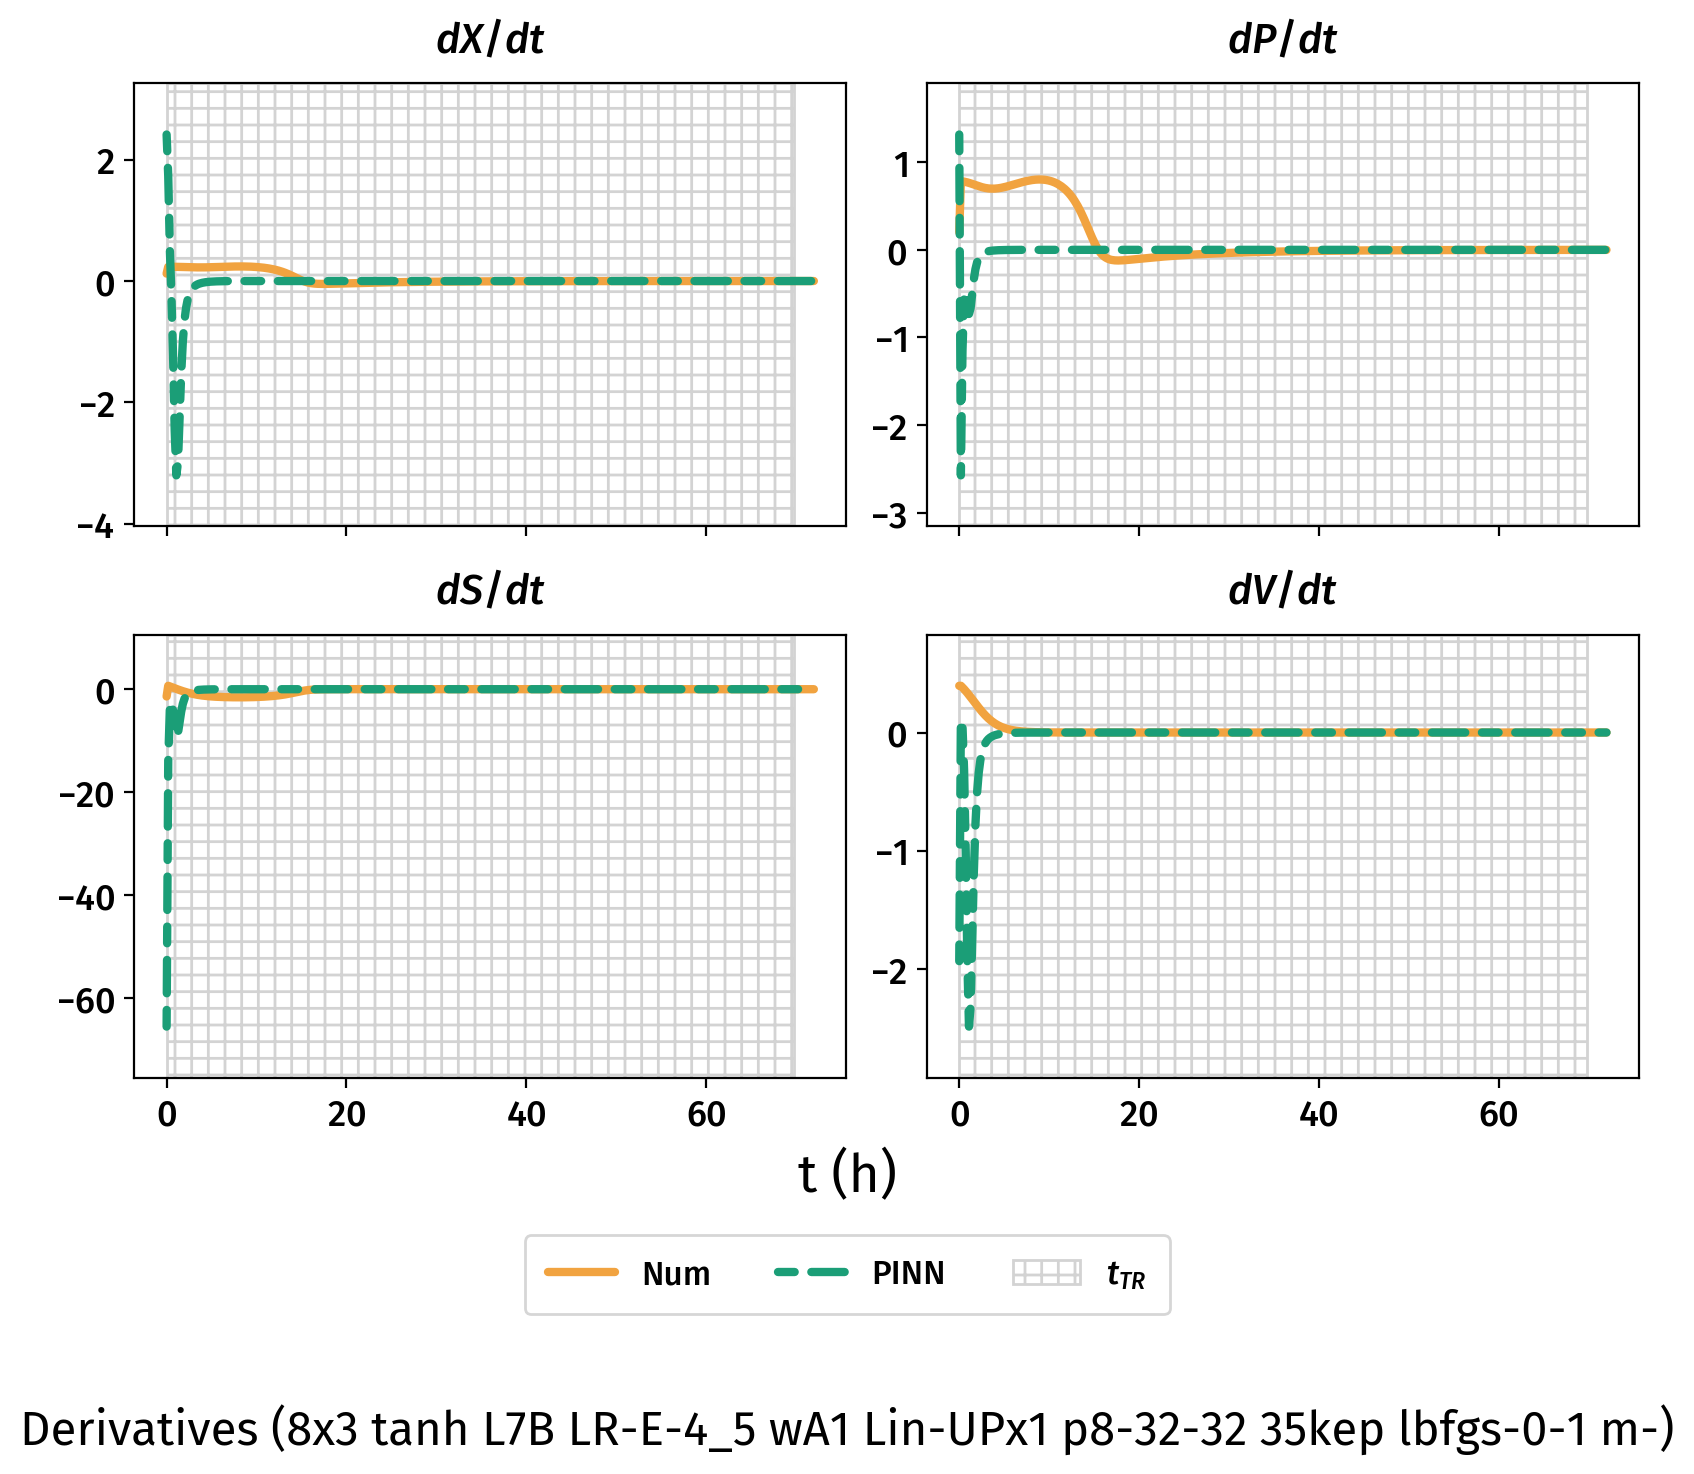 dX/dt
dP/dt
2
0
−2
−4
1
0
−1
−2
−3
dS/dt
dV/dt
0
−20
−40
−60
0
−1
−2
0 20 40 60
0 20 40 60
t (h)
Num PINN tTR
Derivatives (8x3 tanh L7B LR-E-4_5 wA1 Lin-UPx1 p8-32-32 35kep lbfgs-0-1 m-)